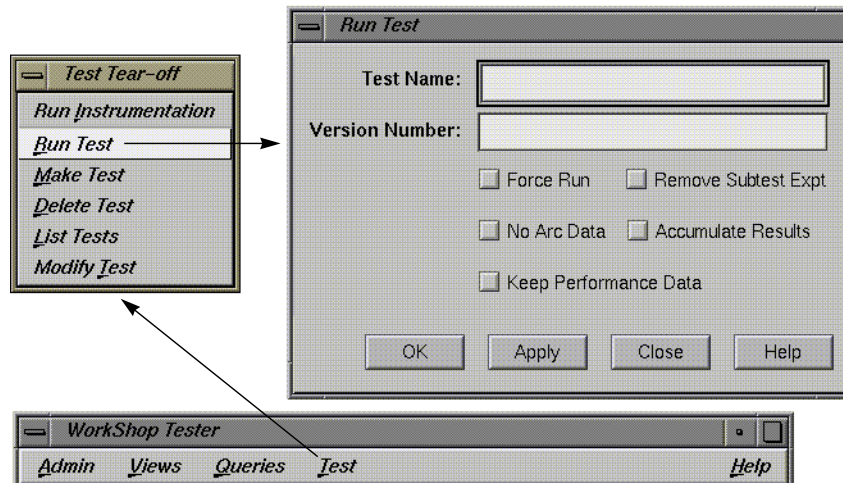 Run Test
Test Name:
Version Number:
Force Run
Remove Subtest Expt
No Arc Data
Accumulate Results
Keep Performance Data
OK
Apply
Close
Help
Test Tear-off
Run Instrumentation
Run Test
Make Test
Delete Test
List Tests
Modify Test
WorkShop Tester
Admin Views Queries Test Help